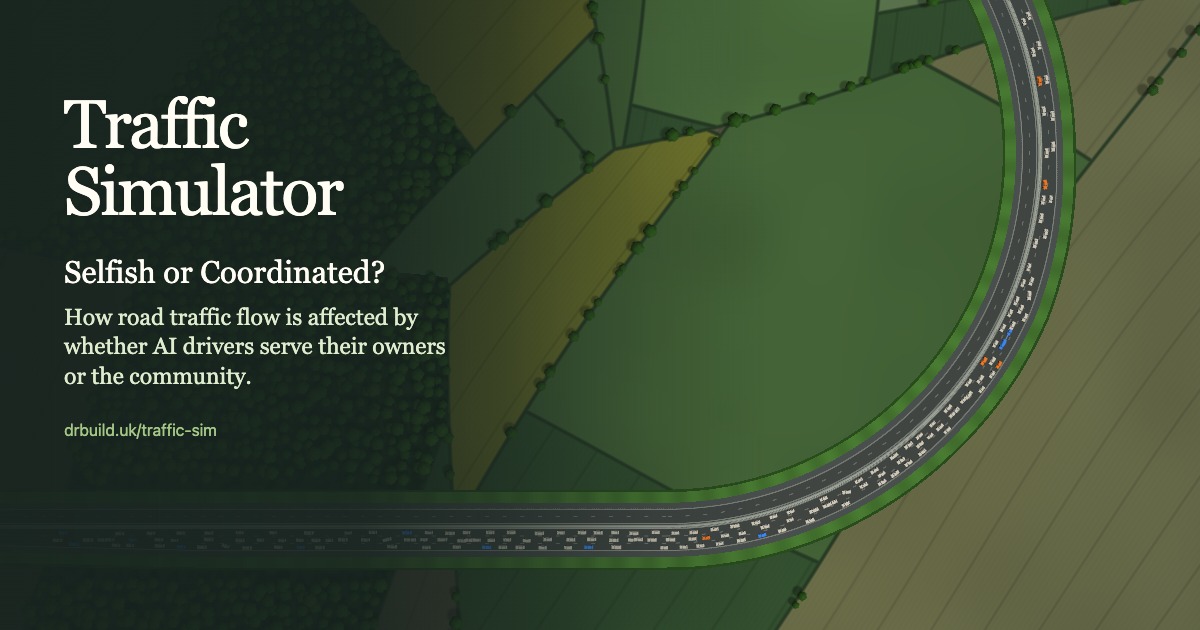 Traffic
Simulator
Selfish or Coordinated?
How road traffic flow is affected by
whether AI drivers serve their owners
or the community.
drbuild.uk/traffic-sim